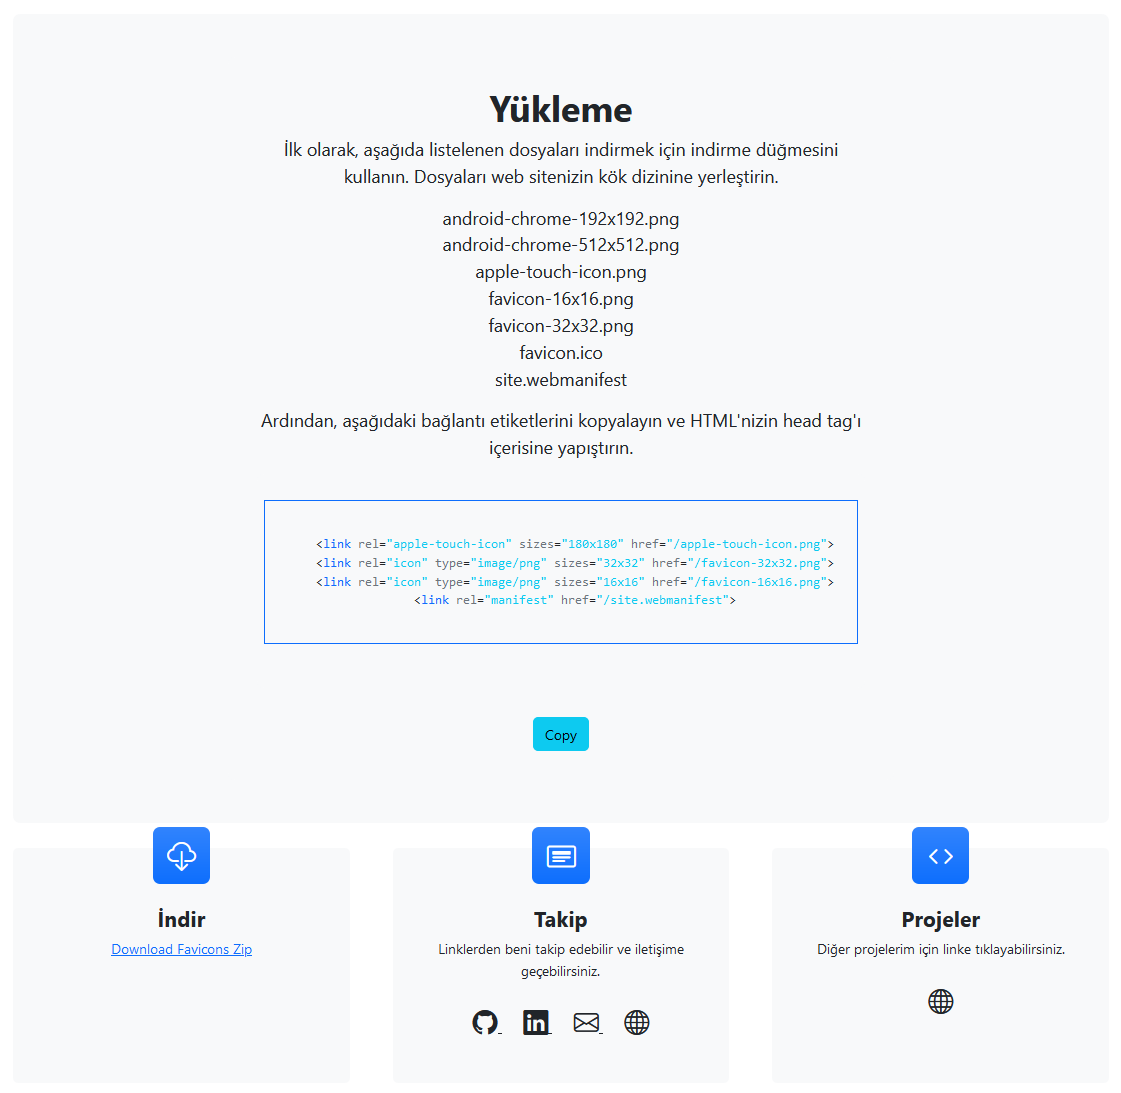 Yükleme
İlk olarak, aşağıda listelenen dosyaları indirmek için indirme düğmesini
kullanın. Dosyaları web sitenizin kök dizinine yerleştirin.
android-chrome-192x192.png
android-chrome-512x512.png
apple-touch-icon.png
favicon-16x16.png
favicon-32x32.png
favicon.ico
site.webmanifest
Ardından, aşağıdaki bağlantı etiketlerini kopyalayın ve HTML'nizin head tag'ı
içerisine yapıştırın.
<link rel="apple-touch-icon" sizes="180x180" href="/apple-touch-icon.png">
<link rel="icon" type="image/png" sizes="32x32" href="/favicon-32x32.png">
<link rel="icon" type="image/png" sizes="16x16" href="/favicon-16x16.png">
<link rel="manifest" href="/site.webmanifest">
Copy
İndir
Download Favicons Zip
Takip
Linklerden beni takip edebilir ve iletişime
geçebilirsiniz.
in
Projeler
Diğer projelerim için linke tıklayabilirsiniz.